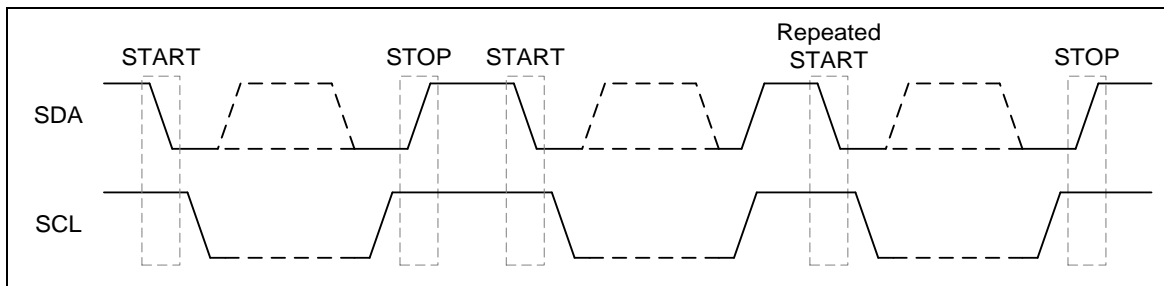 START
STOP
START
Repeated
START
STOP
SDA
SCL